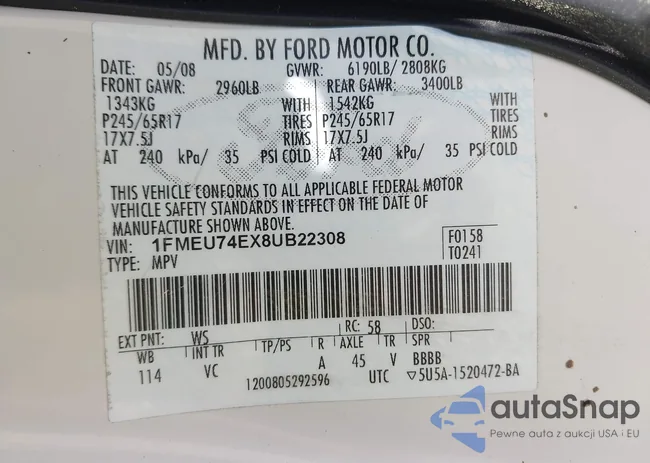 MFD. BY FORD MOTOR CO.
DATE: 05/08 GVWR: 6190LB/ 2808KG
FRONT GAWR: 2960LB REAR GAWR: 3400LB
1343KG WITH 1542KG WITH
P245/65R17 TIRES P245/65R17 TIRES
17X7.5J RIMS 17X7.5J RIMS
AT 240 kPa/ 35 PSI COLD AT 240 kPa/ 35 PSI COLD
THIS VEHICLE CONFORMS TO ALL APPLICABLE FEDERAL MOTOR
VEHICLE SAFETY STANDARDS IN EFFECT ON THE DATE OF
MANUFACTURE SHOWN ABOVE.
VIN: 1FMEU74EX8UB22308 F0158
TYPE: MPV T0241
EXT PNT: WS RC: 58 DSO:
WB INT TR TP/PS R AXLE TR SPR
114 VC A 45 V BBBB
1200805292596 UTC ▽5U5A-1520472-BA
Ford
autaSnap
Pewne auta z aukcji USA i EU